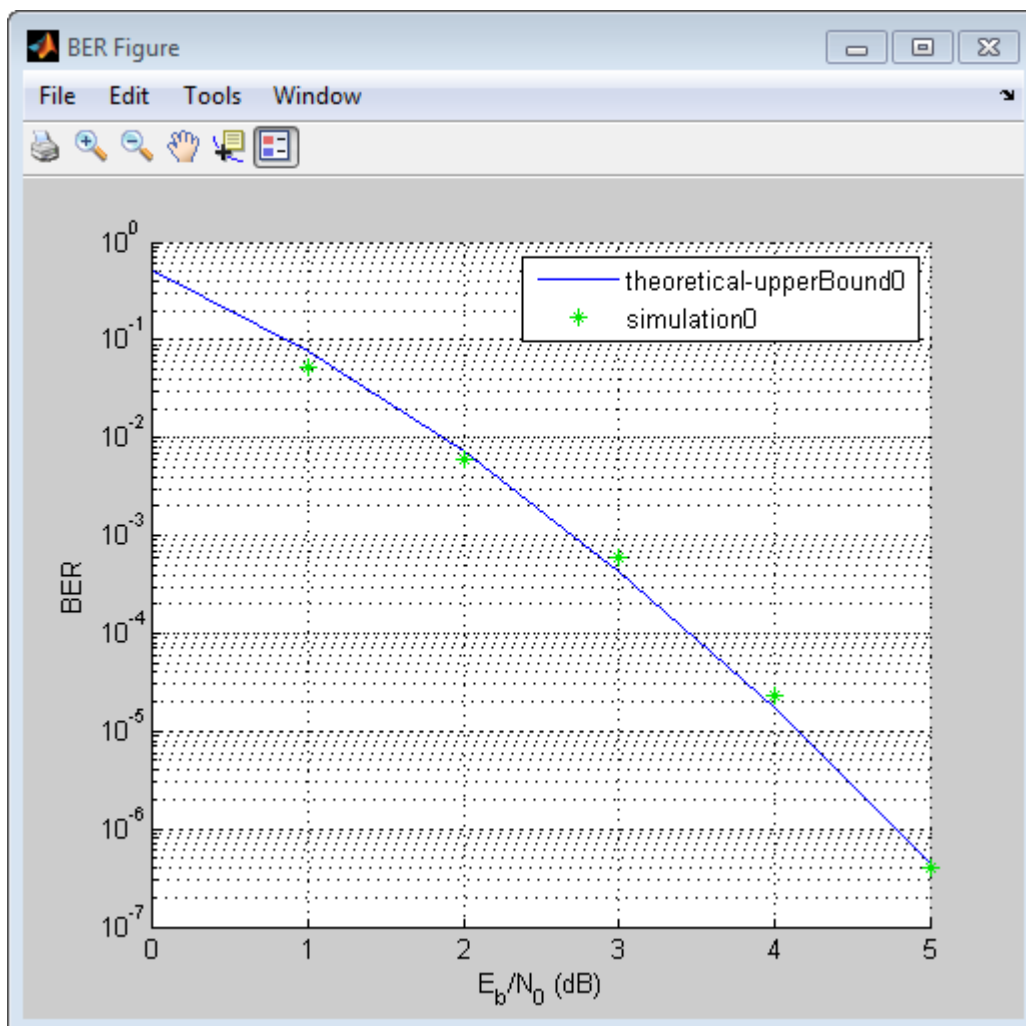 BER Figure
File Edit Tools Window
theoretical-upperBound0
simulation0
10^0
10^-1
10^-2
10^-3
10^-4
10^-5
10^-6
10^-7
BER
0 1 2 3 4 5
E_b/N_0 (dB)